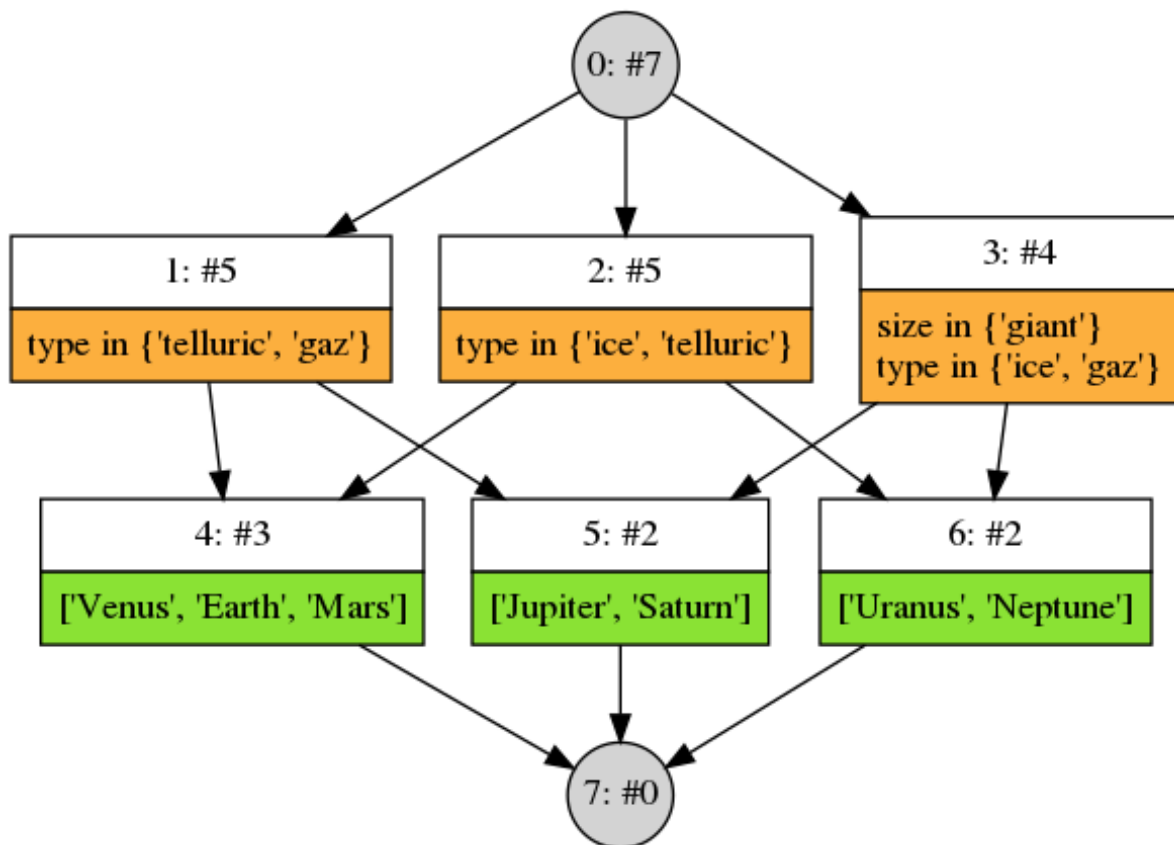 0: #7
1: #5
type in {'telluric', 'gaz'}
2: #5
type in {'ice', 'telluric'}
3: #4
size in {'giant'}
type in {'ice', 'gaz'}
4: #3
['Venus', 'Earth', 'Mars']
5: #2
['Jupiter', 'Saturn']
6: #2
['Uranus', 'Neptune']
7: #0